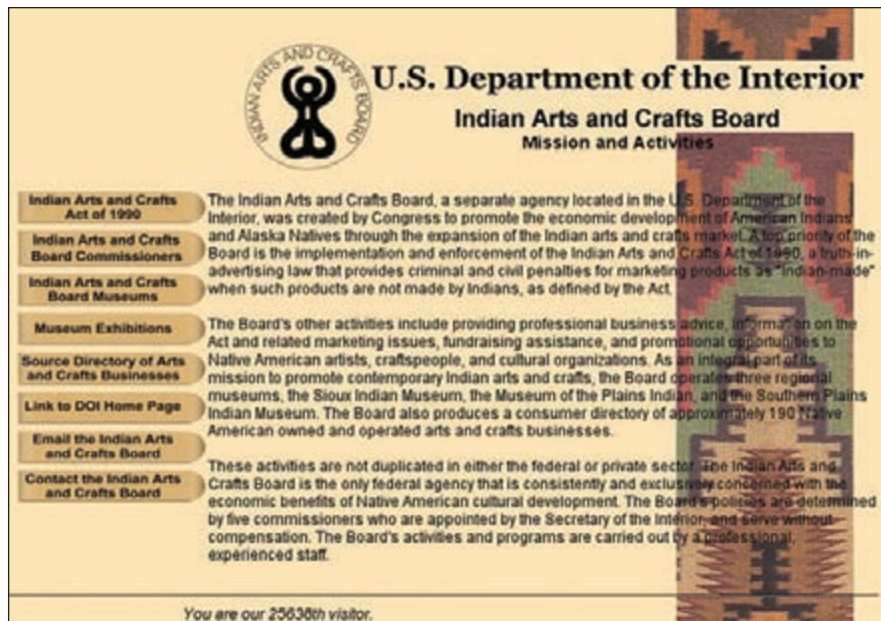 INDIAN ARTS AND CRAFTS BOARD
U.S. Department of the Interior
Indian Arts and Crafts Board
Mission and Activities
Indian Arts and Crafts
Act of 1990
Indian Arts and Crafts
Board Commissioners
Indian Arts and Crafts
Board Museums
Museum Exhibitions
Source Directory of Arts
and Crafts Businesses
Link to DOI Home Page
Email the Indian Arts
and Crafts Board
Contact the Indian Arts
and Crafts Board
The Indian Arts and Crafts Board, a separate agency located in the U.S. Department of the
Interior, was created by Congress to promote the economic development of American Indians
and Alaska Natives through the expansion of the Indian arts and crafts market. A top priority of the
Board is the implementation and enforcement of the Indian Arts and Crafts Act of 1990, a truth-in-
advertising law that provides criminal and civil penalties for marketing products as "Indian-made"
when such products are not made by Indians, as defined by the Act.
The Board's other activities include providing professional business advice, information on the
Act and related marketing issues, fundraising assistance, and promotional opportunities to
Native American artists, craftspeople, and cultural organizations. As an integral part of its
mission to promote contemporary Indian arts and crafts, the Board operates three regional
museums, the Sioux Indian Museum, the Museum of the Plains Indian, and the Southern Plains
Indian Museum. The Board also produces a consumer directory of approximately 190 Native
American owned and operated arts and crafts businesses.
These activities are not duplicated in either the federal or private sector. The Indian Arts and
Crafts Board is the only federal agency that is consistently and exclusively concerned with the
economic benefits of Native American cultural development. The Board's policies are determined
by five commissioners who are appointed by the Secretary of the Interior, and serve without
compensation. The Board's activities and programs are carried out by a professional,
experienced staff.
You are our 25638th visitor.